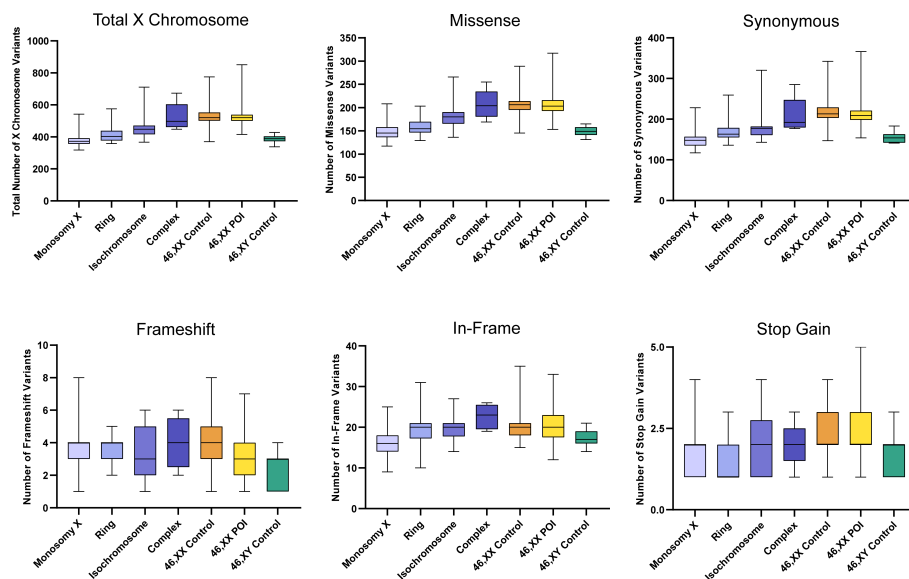 Total X Chromosome
Total Number of X Chromosome Variants
1000
800
600
400
200
0
Monosomy X
Ring
Isochromosome
Complex
46,XX Control
46,XX POI
46,XY Control
Missense
Number of Missense Variants
350
300
250
200
150
100
50
0
Monosomy X
Ring
Isochromosome
Complex
46,XX Control
46,XX POI
46,XY Control
Synonymous
Number of Synonymous Variants
400
300
200
100
0
Monosomy X
Ring
Isochromosome
Complex
46,XX Control
46,XX POI
46,XY Control
Frameshift
Number of Frameshift Variants
10
8
6
4
2
0
Monosomy X
Ring
Isochromosome
Complex
46,XX Control
46,XX POI
46,XY Control
In-Frame
Number of In-Frame Variants
40
30
20
10
0
Monosomy X
Ring
Isochromosome
Complex
46,XX Control
46,XX POI
46,XY Control
Stop Gain
Number of Stop Gain Variants
5.0
2.5
0.0
Monosomy X
Ring
Isochromosome
Complex
46,XX Control
46,XX POI
46,XY Control